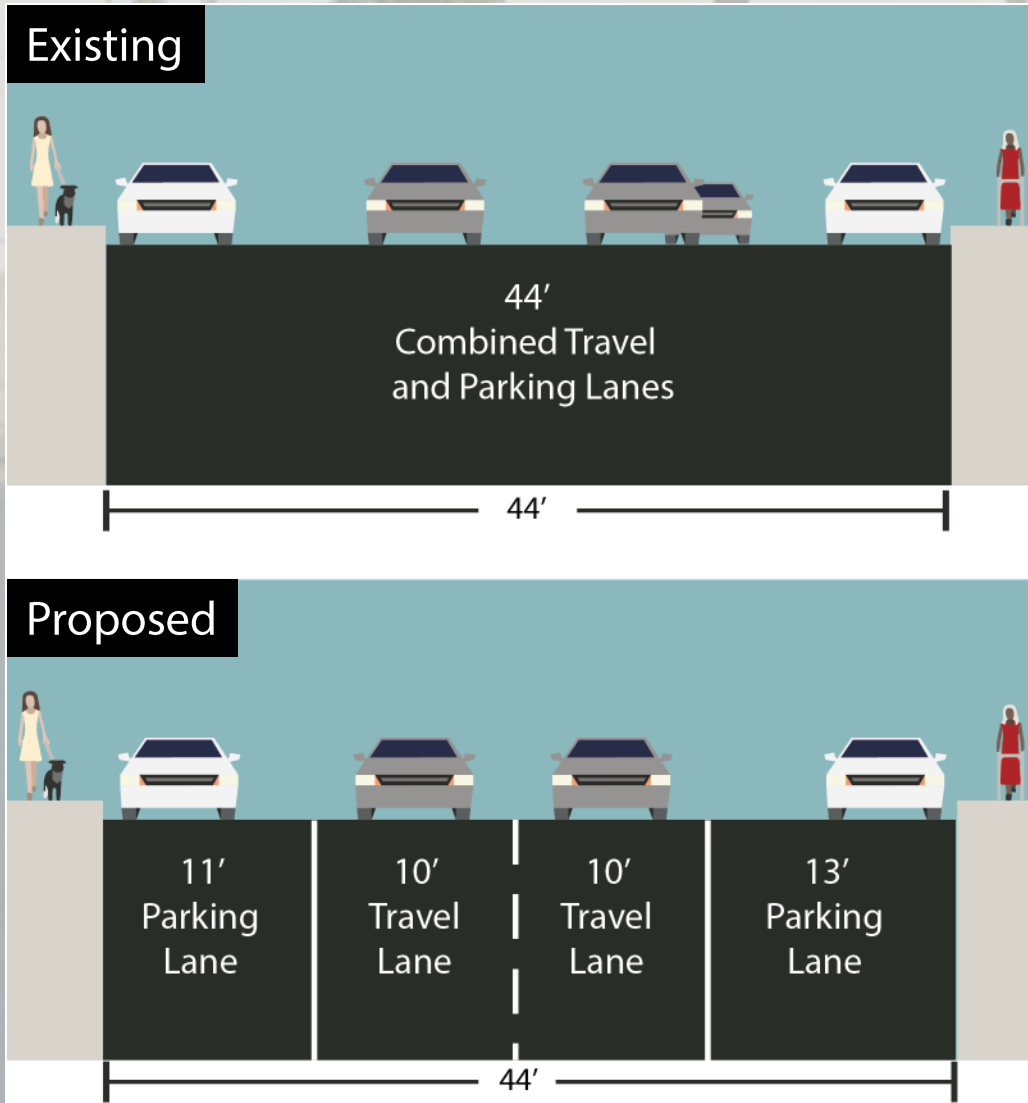 Existing
44′
Combined Travel
and Parking Lanes
44′
Proposed
11′
Parking
Lane
10′
Travel
Lane
10′
Travel
Lane
13′
Parking
Lane
44′